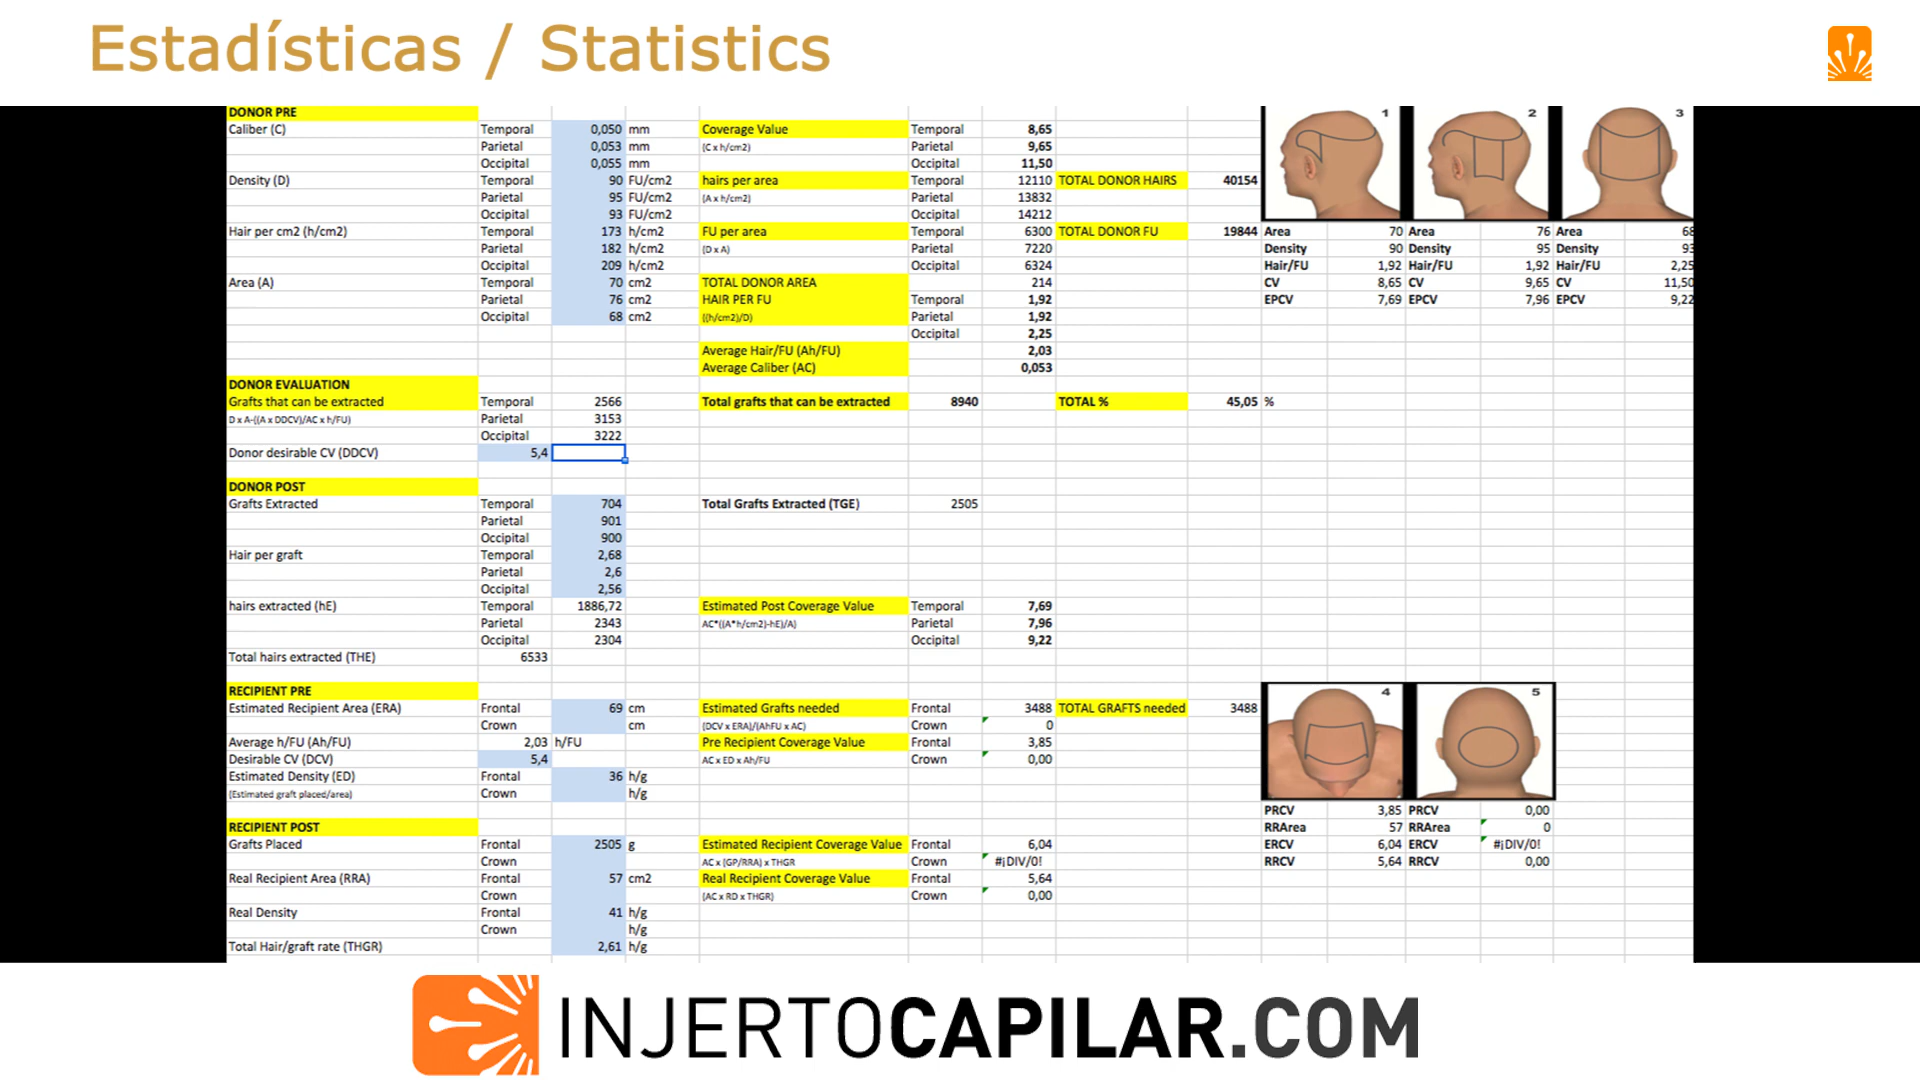 Estadísticas / Statistics
DONOR PRE 1 2 3
Caliber (C) Temporal 0,050 mm Coverage Value Temporal 8,65
Parietal 0,053 mm (C x h/cm2) Parietal 9,65
Occipital 0,055 mm Occipital 11,50
Density (D) Temporal 90 FU/cm2 hairs per area Temporal 12110 TOTAL DONOR HAIRS 40154
Parietal 95 FU/cm2 (A x h/cm2) Parietal 13832
Occipital 93 FU/cm2 Occipital 14212
Hair per cm2 (h/cm2) Temporal 173 h/cm2 FU per area Temporal 6300 TOTAL DONOR FU 19844 Area 70 Area 76 Area 68
Parietal 182 h/cm2 (D x A) Parietal 7220 Density 90 Density 95 Density 93
Occipital 209 h/cm2 Occipital 6324 Hair/FU 1,92 Hair/FU 1,92 Hair/FU 2,25
Area (A) Temporal 70 cm2 TOTAL DONOR AREA 214 CV 8,65 CV 9,65 CV 11,50
Parietal 76 cm2 HAIR PER FU Temporal 1,92 EPCV 7,69 EPCV 7,96 EPCV 9,22
Occipital 68 cm2 ((h/cm2)/D) Parietal 1,92
Occipital 2,25
Average Hair/FU (Ah/FU) 2,03
Average Caliber (AC) 0,053
DONOR EVALUATION
Grafts that can be extracted Temporal 2566 Total grafts that can be extracted 8940 TOTAL % 45,05 %
D x A-((A x DDCV)/AC x h/FU) Parietal 3153
Occipital 3222
Donor desirable CV (DDCV) 5,4
DONOR POST
Grafts Extracted Temporal 704 Total Grafts Extracted (TGE) 2505
Parietal 901
Occipital 900
Hair per graft Temporal 2,68
Parietal 2,6
Occipital 2,56
hairs extracted (hE) Temporal 1886,72 Estimated Post Coverage Value Temporal 7,69
Parietal 2343 AC*((A*h/cm2)-hE)/A) Parietal 7,96
Occipital 2304 Occipital 9,22
Total hairs extracted (THE) 6533
RECIPIENT PRE 4 5
Estimated Recipient Area (ERA) Frontal 69 cm Estimated Grafts needed Frontal 3488 TOTAL GRAFTS needed 3488
Crown cm (DCV x ERA)/(AhFU x AC) Crown 0
Average h/FU (Ah/FU) 2,03 h/FU Pre Recipient Coverage Value Frontal 3,85
Desirable CV (DCV) 5,4 AC x ED x Ah/FU Crown 0,00
Estimated Density (ED) Frontal 36 h/g
(Estimated graft placed/area) Crown h/g
PRCV 3,85 PRCV 0,00
RECIPIENT POST RRArea 57 RRArea 0
Grafts Placed Frontal 2505 g Estimated Recipient Coverage Value Frontal 6,04 ERCV 6,04 ERCV #¡DIV/0!
Crown AC x (GP/RRA) x THGR Crown #¡DIV/0! RRCV 5,64 RRCV 0,00
Real Recipient Area (RRA) Frontal 57 cm2 Real Recipient Coverage Value Frontal 5,64
Crown (AC x RD x THGR) Crown 0,00
Real Density Frontal 41 h/g
Crown h/g
Total Hair/graft rate (THGR) 2,61 h/g
INJERTOCAPILAR.COM